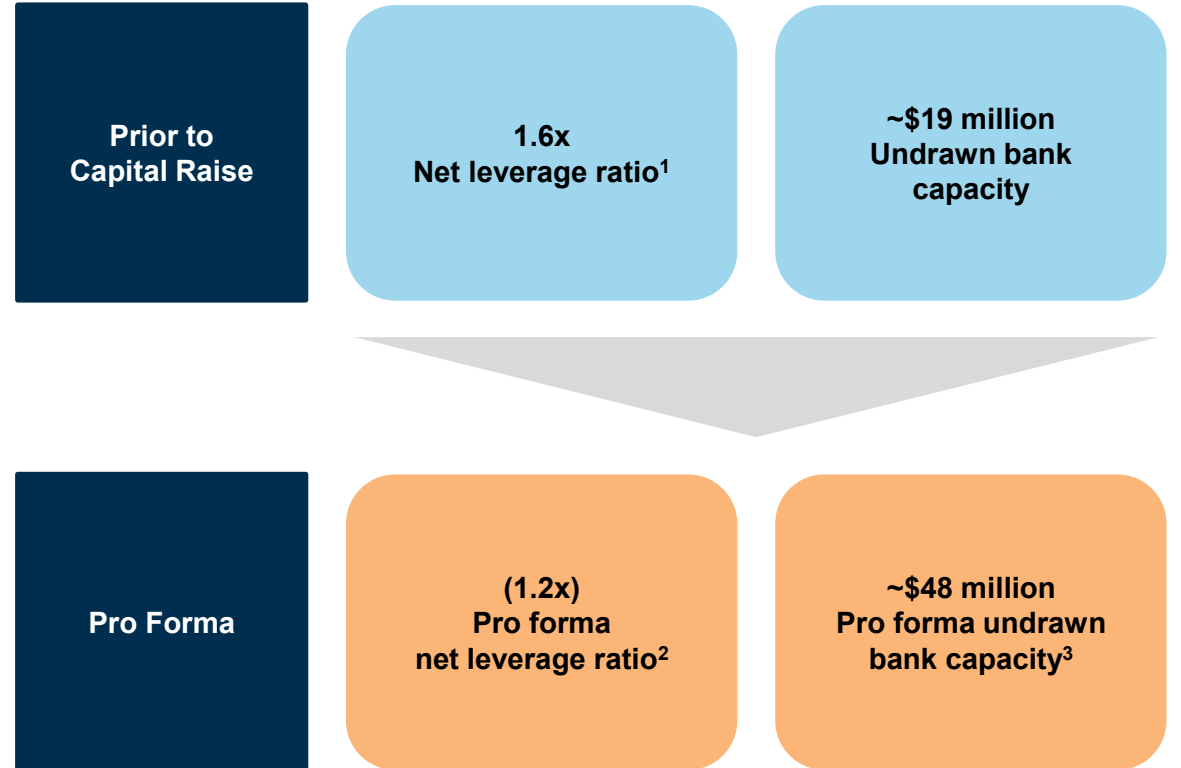 Prior to
Capital Raise
1.6x
Net leverage ratio¹
~$19 million
Undrawn bank
capacity
Pro Forma
(1.2x)
Pro forma
net leverage ratio²
~$48 million
Pro forma undrawn
bank capacity³